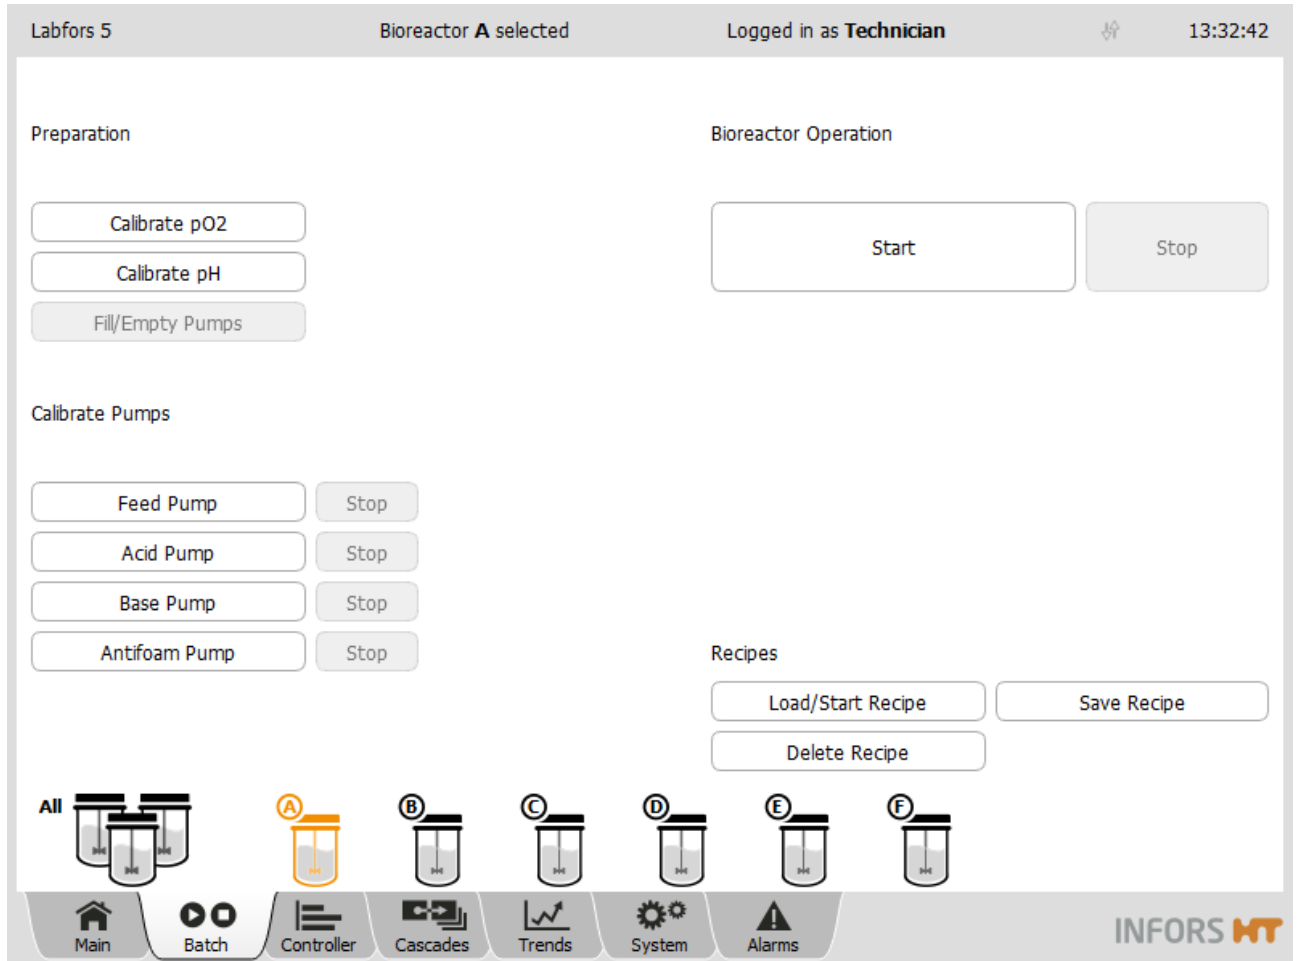 Labfors 5 Bioreactor A selected Logged in as Technician 13:32:42
Preparation Bioreactor Operation
Calibrate pO2
Calibrate pH
Fill/Empty Pumps
Start Stop
Calibrate Pumps
Feed Pump Stop
Acid Pump Stop
Base Pump Stop
Antifoam Pump Stop
Recipes
Load/Start Recipe Save Recipe
Delete Recipe
All A B C D E F
Main Batch Controller Cascades Trends System Alarms
INFORS HT